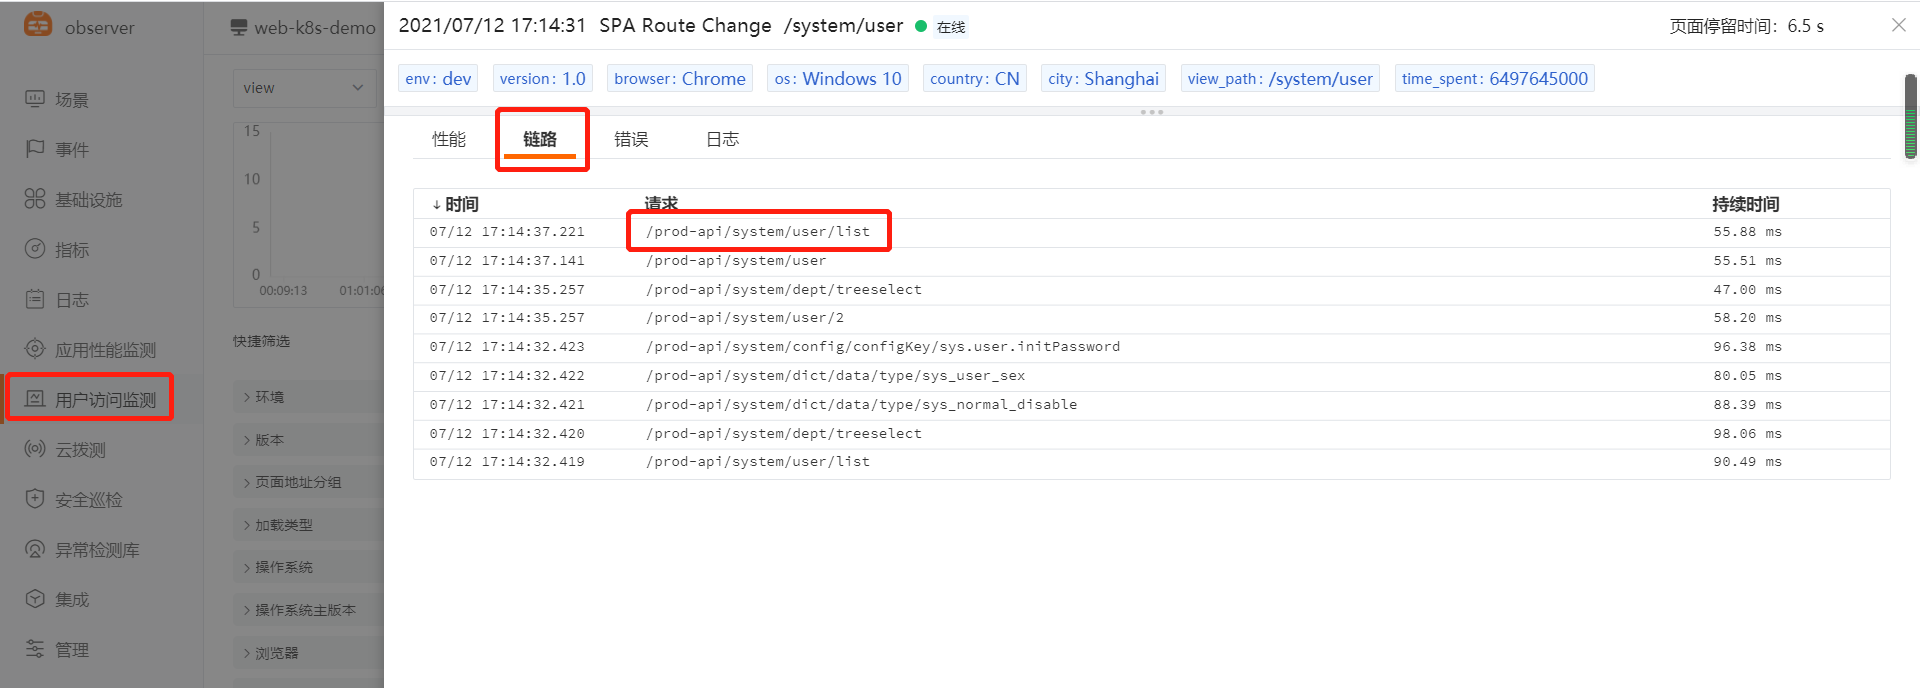 observer
场景
事件
基础设施
指标
日志
应用性能监测
用户访问监测
云拨测
安全巡检
异常检测库
集成
管理
web-k8s-demo
view
15
10
5
0
00:09:13 01:01:06
快捷筛选
环境
版本
页面地址分组
加载类型
操作系统
操作系统主版本
浏览器
2021/07/12 17:14:31 SPA Route Change /system/user 在线 页面停留时间: 6.5 s
env: dev version: 1.0 browser: Chrome os: Windows 10 country: CN city: Shanghai view_path: /system/user time_spent: 6497645000
性能 链路 错误 日志
↓时间 请求 持续时间
07/12 17:14:37.221 /prod-api/system/user/list 55.88 ms
07/12 17:14:37.141 /prod-api/system/user 55.51 ms
07/12 17:14:35.257 /prod-api/system/dept/treeselect 47.00 ms
07/12 17:14:35.257 /prod-api/system/user/2 58.20 ms
07/12 17:14:32.423 /prod-api/system/config/configKey/sys.user.initPassword 96.38 ms
07/12 17:14:32.422 /prod-api/system/dict/data/type/sys_user_sex 80.05 ms
07/12 17:14:32.421 /prod-api/system/dict/data/type/sys_normal_disable 88.39 ms
07/12 17:14:32.420 /prod-api/system/dept/treeselect 98.06 ms
07/12 17:14:32.419 /prod-api/system/user/list 90.49 ms